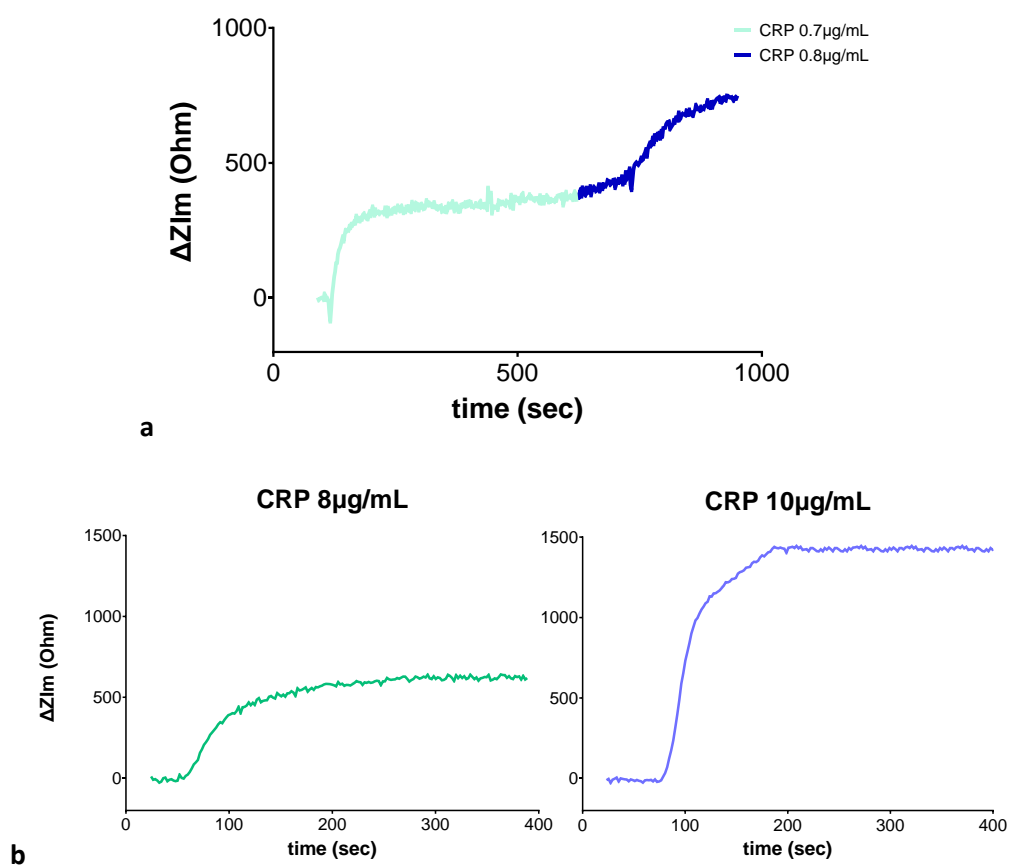 1000
CRP 0.7µg/mL
CRP 0.8µg/mL
500
0
ΔZIm (Ohm)
0 500 1000
time (sec)
a
CRP 8µg/mL
1500
1000
500
0
ΔZIm (Ohm)
0 100 200 300 400
time (sec)
CRP 10µg/mL
1500
1000
500
0
0 100 200 300 400
time (sec)
b